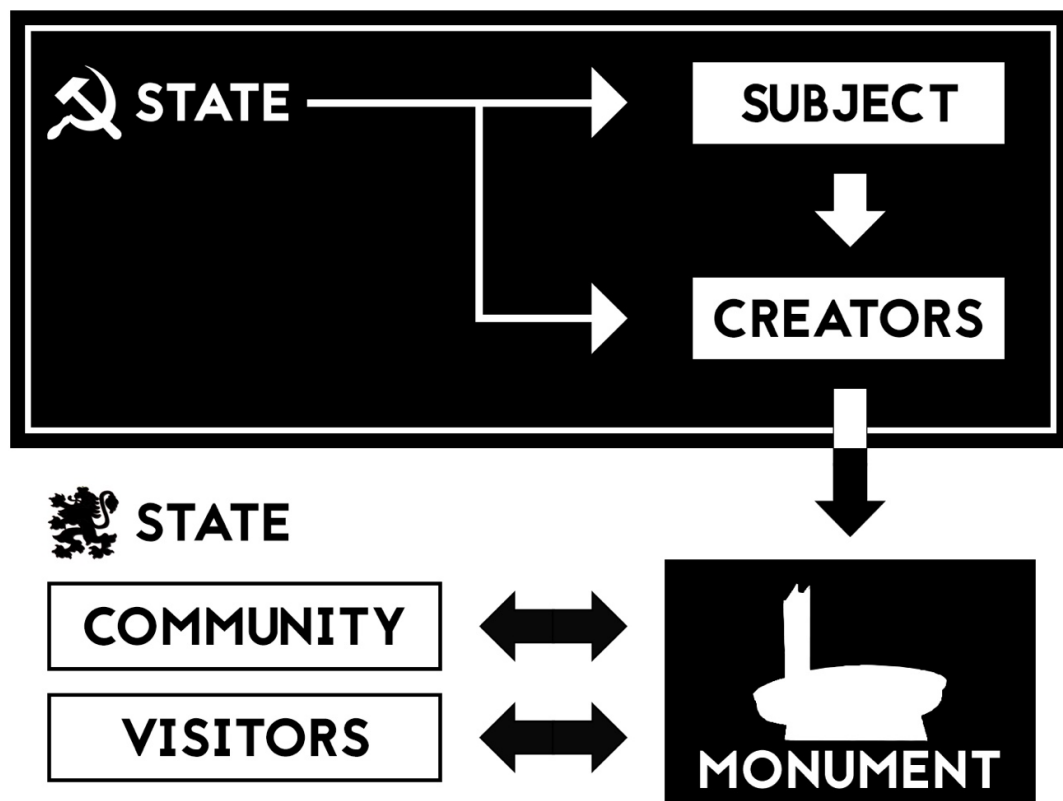 STATE
SUBJECT
CREATORS
STATE
COMMUNITY
VISITORS
MONUMENT